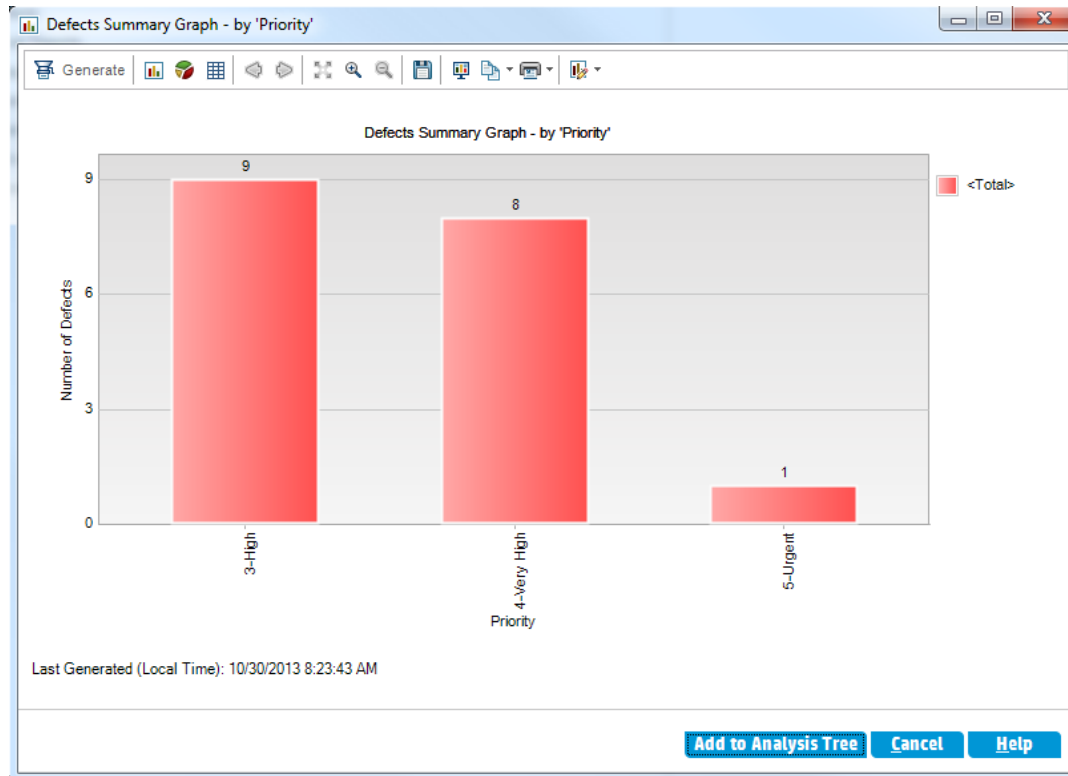 Defects Summary Graph - by 'Priority'
Generate
Defects Summary Graph - by 'Priority'
9
9
8
<Total>
6
Number of Defects
3
1
0
3-High
4-Very High
5-Urgent
Priority
Last Generated (Local Time): 10/30/2013 8:23:43 AM
Add to Analysis Tree
Cancel
Help